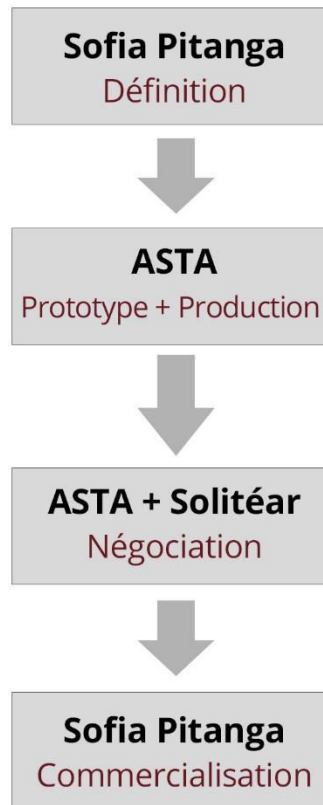 Sofia Pitanga
Définition
ASTA
Prototype + Production
ASTA + Solitéar
Négociation
Sofia Pitanga
Commercialisation